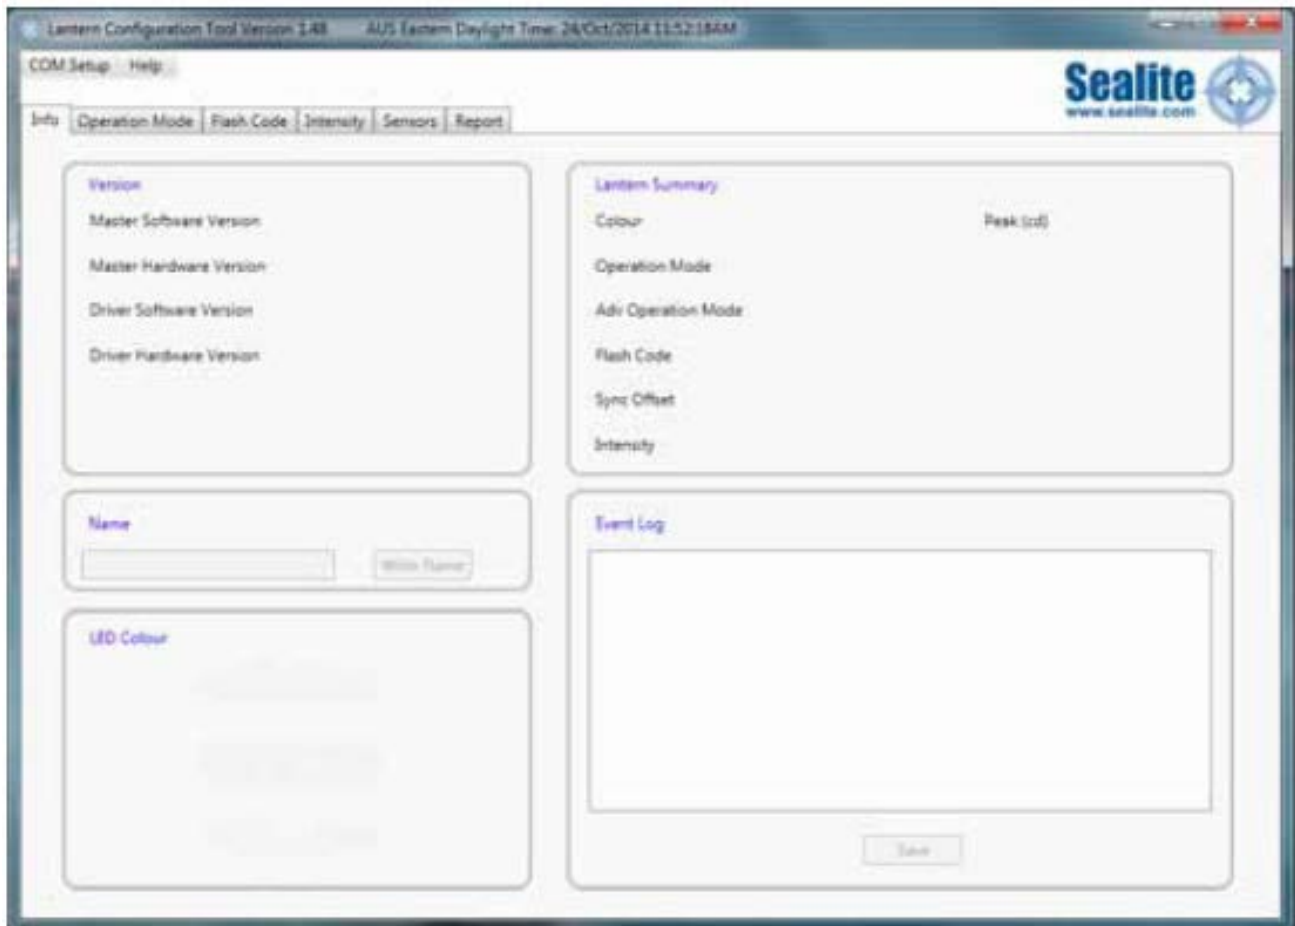 Lantern Configuration Tool Version 1.48 AUS Eastern Daylight Time: 24/Oct/2014 11:52:18AM
COM Setup Help
Sealite
www.sealite.com
Info Operation Mode Flash Code Intensity Sensors Report
Version
Master Software Version
Master Hardware Version
Driver Software Version
Driver Hardware Version
Lantern Summary
Colour Peak (cd)
Operation Mode
Adv Operation Mode
Flash Code
Sync Offset
Intensity
Name
Write Name
LED Colour
Event Log
Save